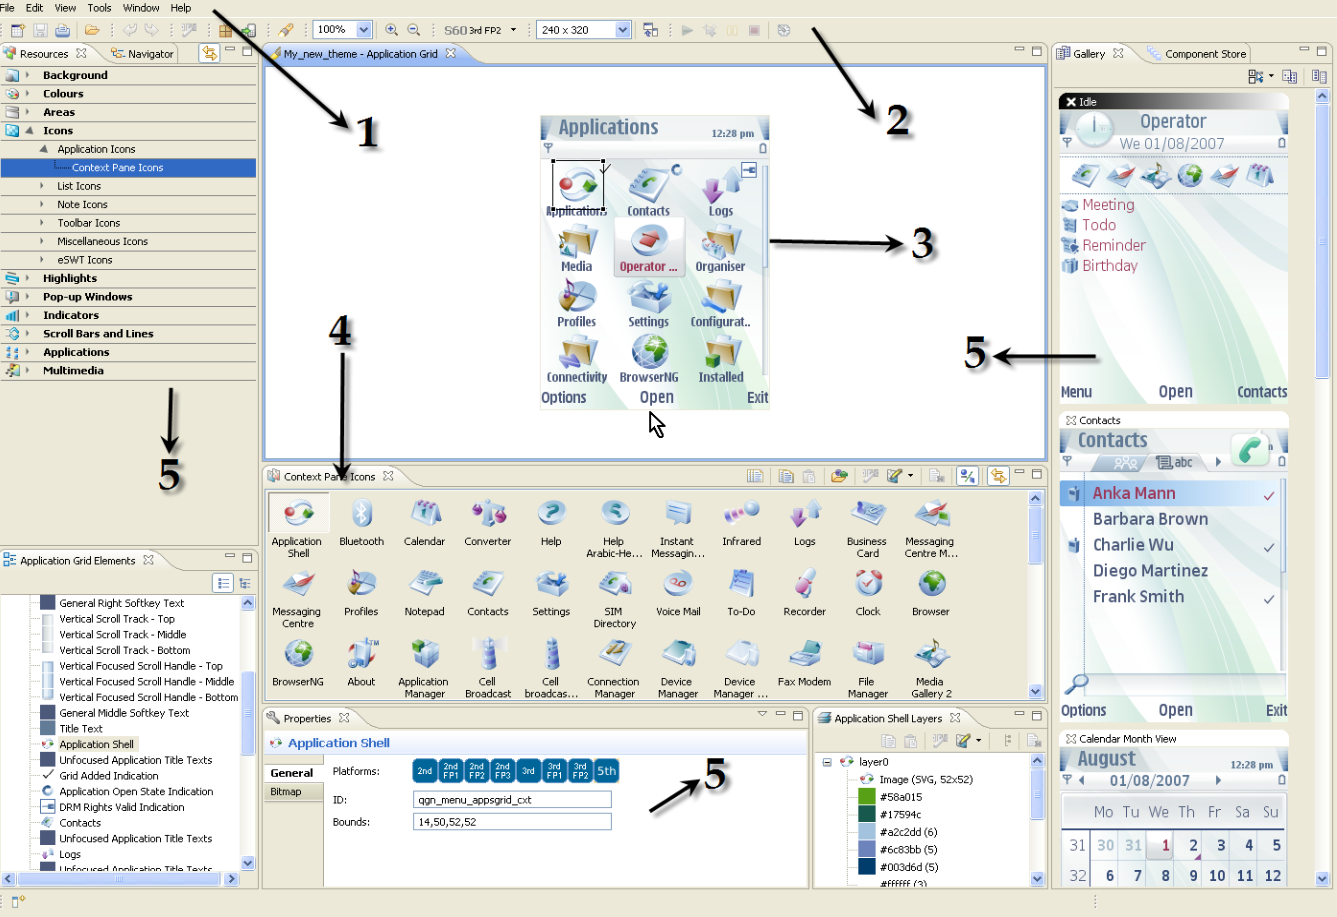 File Edit View Tools Window Help
100% S60 3rd FP2 240 x 320
Resources Navigator
Background
Colours
Areas
Icons
Application Icons
Context Pane Icons
List Icons
Note Icons
Toolbar Icons
Miscellaneous Icons
eSWT Icons
Highlights
Pop-up Windows
Indicators
Scroll Bars and Lines
Applications
Multimedia
5
Application Grid Elements
General Right Softkey Text
Vertical Scroll Track - Top
Vertical Scroll Track - Middle
Vertical Scroll Track - Bottom
Vertical Focused Scroll Handle - Top
Vertical Focused Scroll Handle - Middle
Vertical Focused Scroll Handle - Bottom
General Middle Softkey Text
Title Text
Application Shell
Unfocused Application Title Texts
Grid Added Indication
Application Open State Indication
DRM Rights Valid Indication
Contacts
Unfocused Application Title Texts
Logs
Unfocused Application Title Texts
My_new_theme - Application Grid
1
2
3
4
Applications 12:28 pm
Applications Contacts Logs
Media Operator ... Organiser
Profiles Settings Configurat..
Connectivity BrowserNG Installed
Options Open Exit
Context Pane Icons
Application Shell Bluetooth Calendar Converter Help Help Arabic-He... Instant Messagin... Infrared Logs Business Card Messaging Centre M...
Messaging Centre Profiles Notepad Contacts Settings SIM Directory Voice Mail To-Do Recorder Clock Browser
BrowserNG About Application Manager Cell Broadcast Cell broadcas... Connection Manager Device Manager Device Manager ... Fax Modem File Manager Media Gallery 2
Properties
Application Shell
General
Bitmap
Platforms: 2nd 2nd FP1 2nd FP2 2nd FP3 3rd 3rd FP1 3rd FP2 5th
ID: qgn_menu_appsgrid_cxt
Bounds: 14,50,52,52
5
Application Shell Layers
layer0
Image (SVG, 52x52)
#58a015
#17594c
#a2c2dd (6)
#6c83bb (5)
#003d6d (5)
#ffffff (3)
Gallery Component Store
Idle
Operator
We 01/08/2007
Meeting
Todo
Reminder
Birthday
5
Menu Open Contacts
Contacts
Contacts
abc
Anka Mann
Barbara Brown
Charlie Wu
Diego Martinez
Frank Smith
Options Open Exit
Calendar Month View
August 12:28 pm
01/08/2007
Mo Tu We Th Fr Sa Su
31 30 31 1 2 3 4 5
32 6 7 8 9 10 11 12